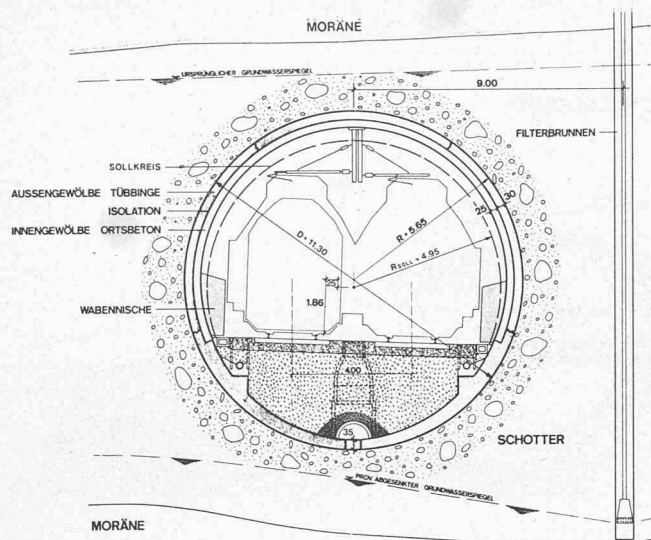 MORÄNE
URSPRÜNGLICHER GRUNDWASSERSPIEGEL
9.00
FILTERBRUNNEN
SOLLKREIS
AUSSENGEWÖLBE TÜBBINGE
ISOLATION
INNENGEWÖLBE ORTSBETON
25 30
D = 11.30
R = 5.65
RSOLL = 4.95
25
1.86
WABENNISCHE
4.00
35
SCHOTTER
PROV. ABGESENKTER GRUNDWASSERSPIEGEL
MORÄNE